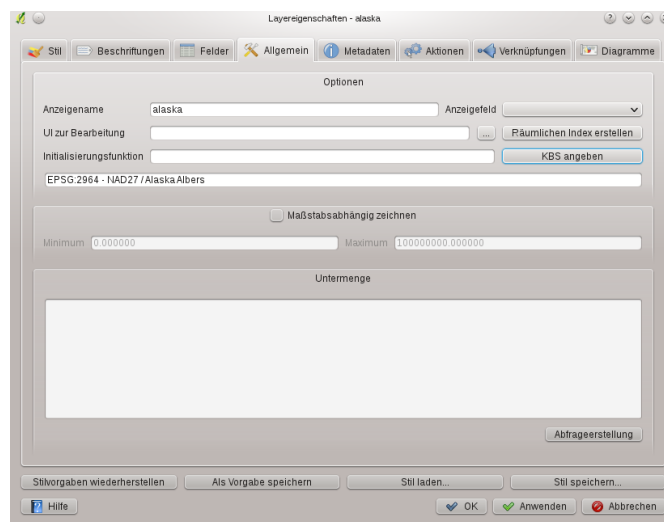 Layereigenschaften - alaska
Stil Beschriftungen Felder Allgemein Metadaten Aktionen Verknüpfungen Diagramme
Optionen
Anzeigename alaska Anzeigefeld
UI zur Bearbeitung ... Räumlichen Index erstellen
Initialisierungsfunktion KBS angeben
EPSG:2964 - NAD27 / Alaska Albers
Maßstabsabhängig zeichnen
Minimum 0.000000 Maximum 100000000.000000
Untermenge
Abfrageerstellung
Stilvorgaben wiederherstellen Als Vorgabe speichern Stil laden... Stil speichern...
Hilfe OK Anwenden Abbrechen